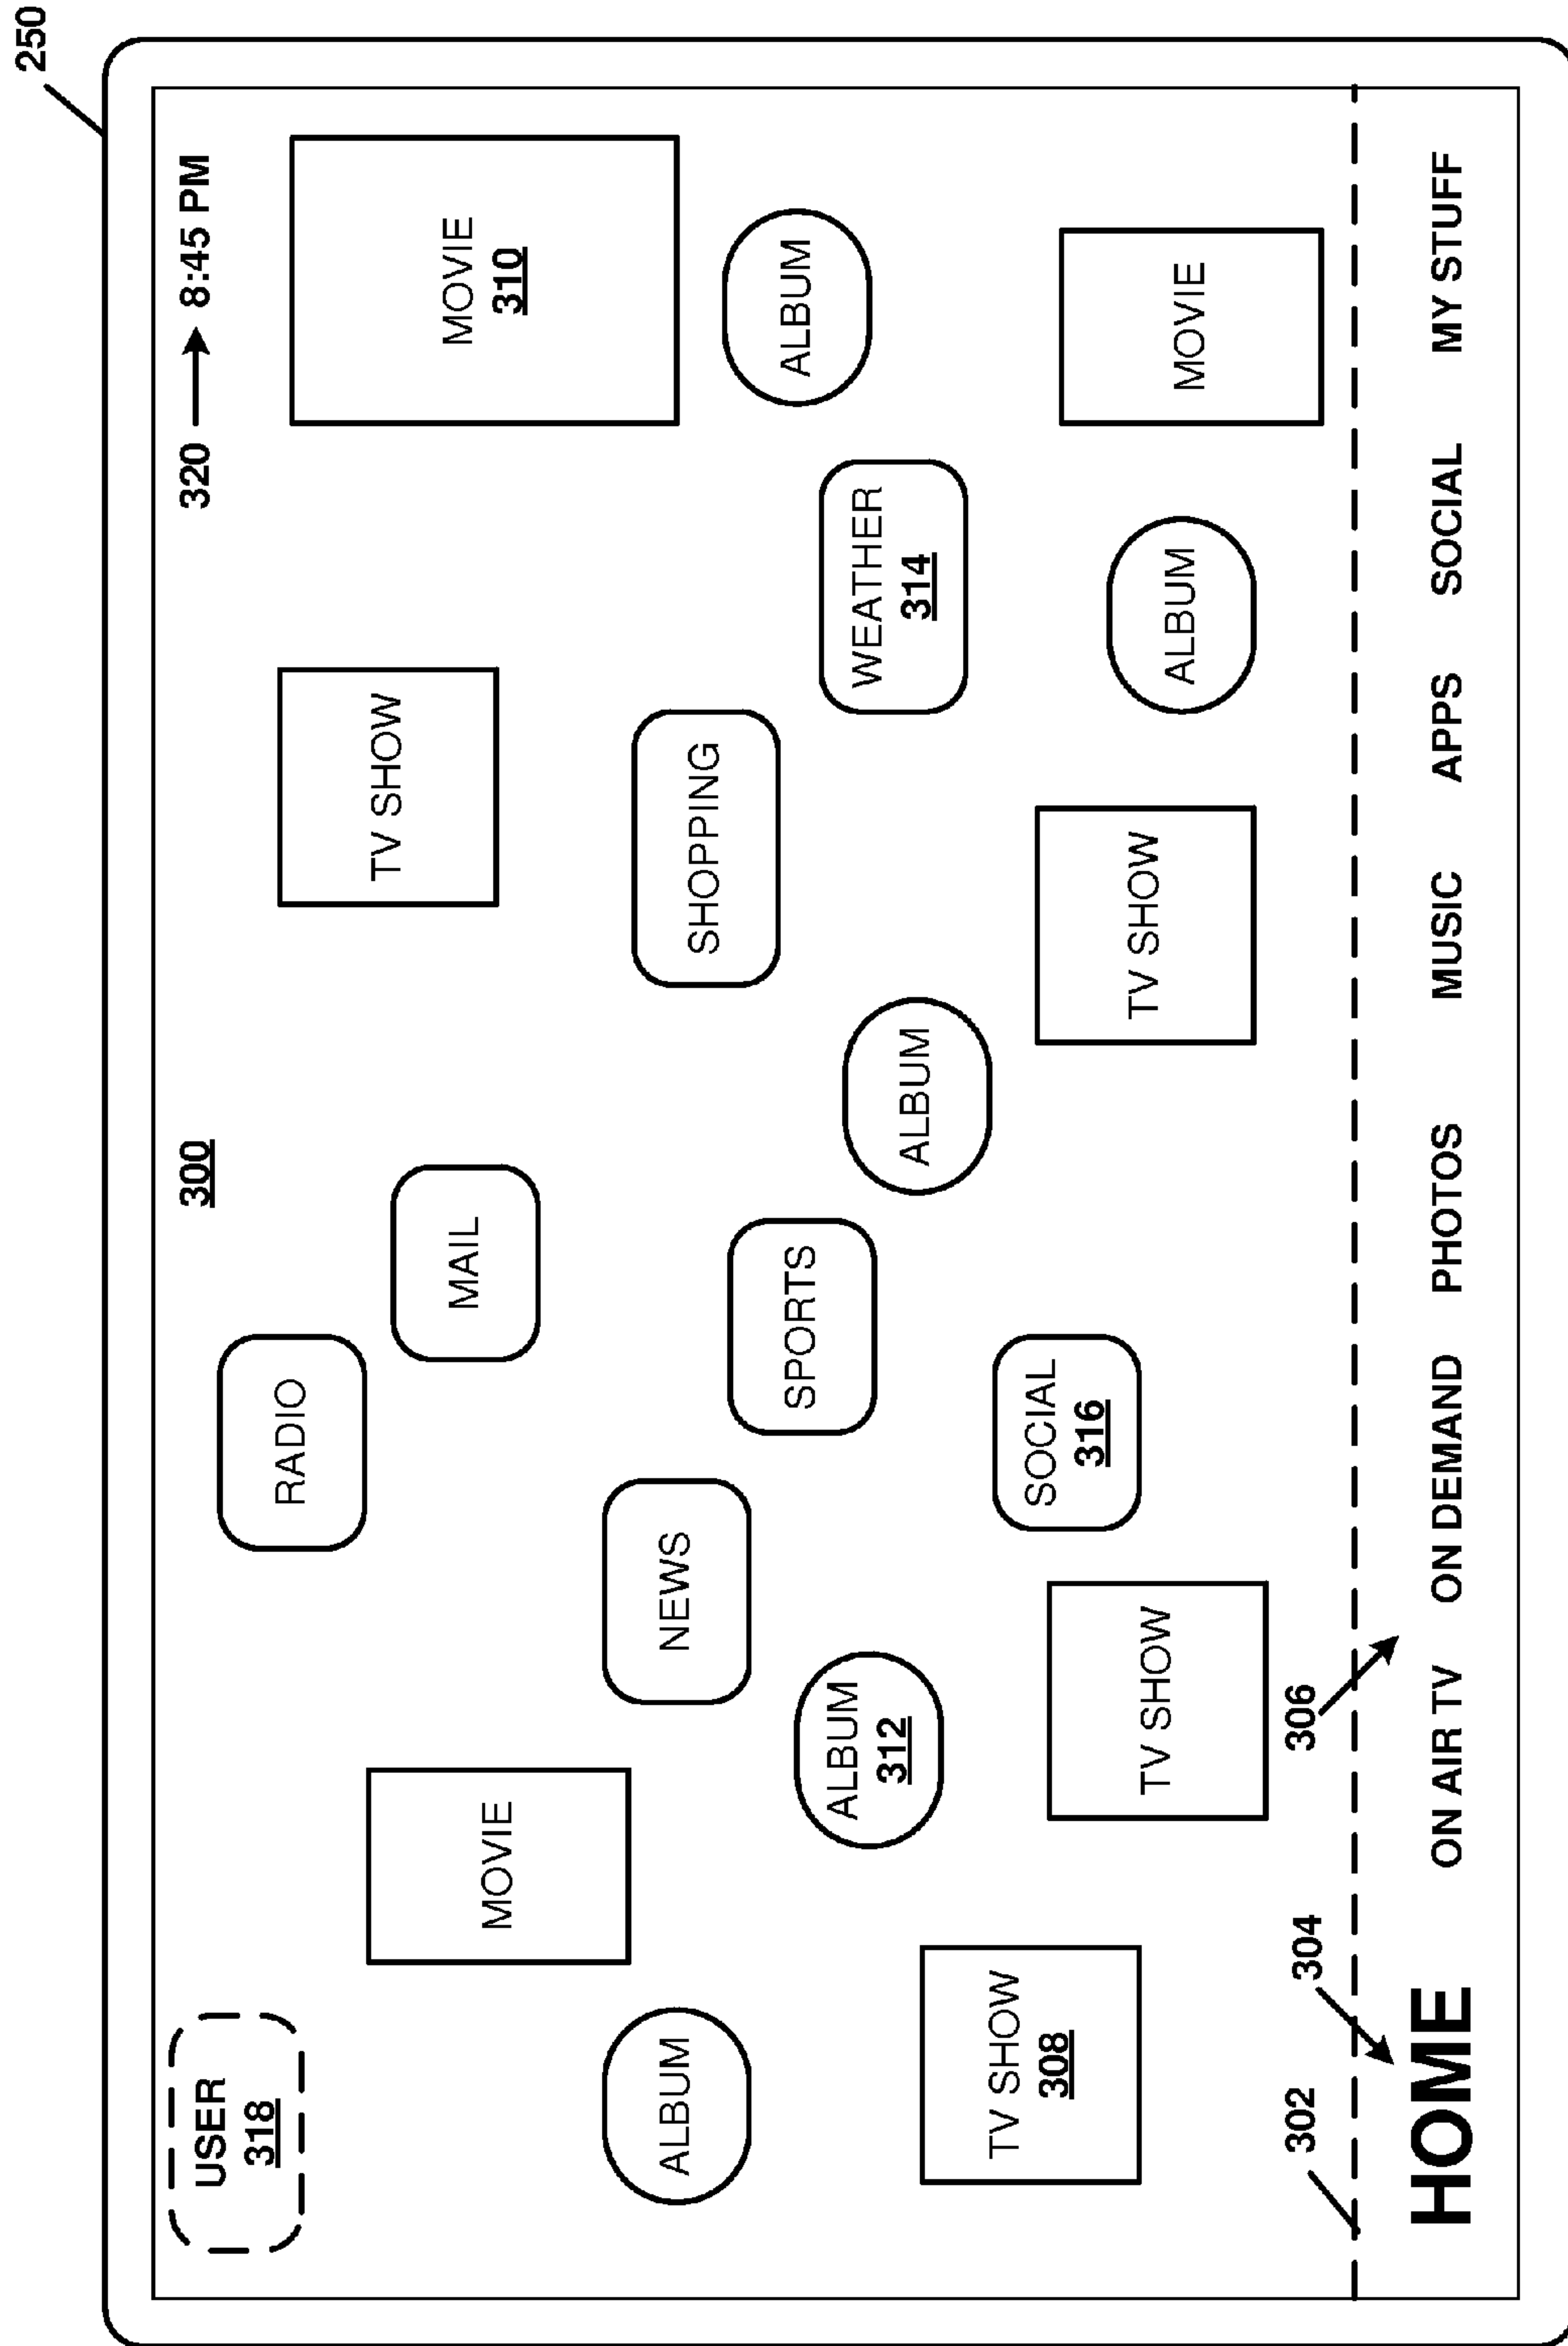 250
USER
318
300
320
8:45 PM
RADIO
TV SHOW
MOVIE
310
MOVIE
MAIL
ALBUM
NEWS
SHOPPING
ALBUM
SPORTS
ALBUM
312
WEATHER
314
ALBUM
TV SHOW
308
SOCIAL
316
TV SHOW
TV SHOW
ALBUM
MOVIE
302
304
306
HOME ON AIR TV ON DEMAND PHOTOS MUSIC APPS SOCIAL MY STUFF